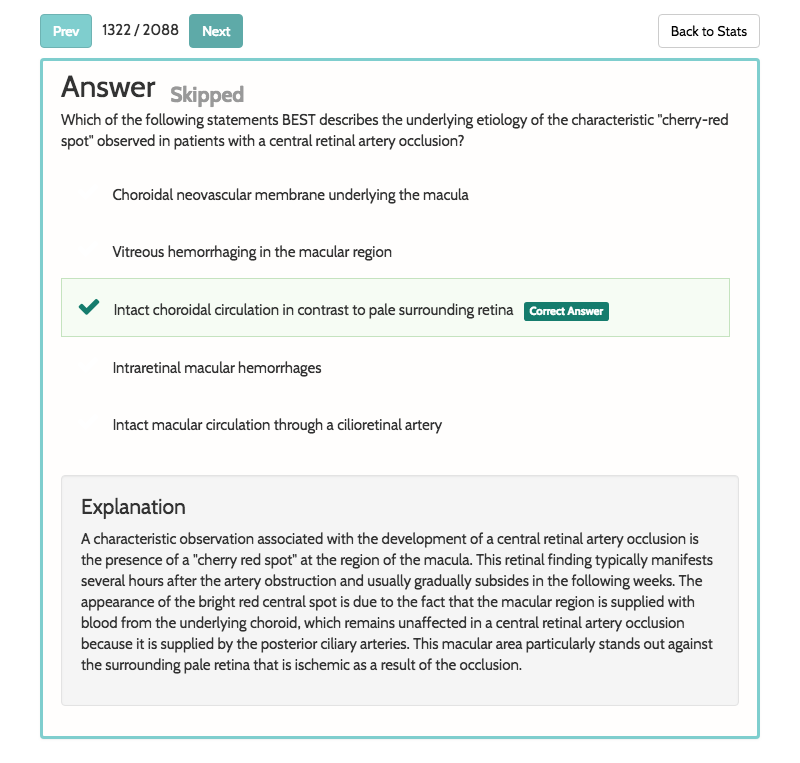 Prev 1322 / 2088 Next Back to Stats
Answer Skipped
Which of the following statements BEST describes the underlying etiology of the characteristic "cherry-red
spot" observed in patients with a central retinal artery occlusion?
Choroidal neovascular membrane underlying the macula
Vitreous hemorrhaging in the macular region
Intact choroidal circulation in contrast to pale surrounding retina Correct Answer
Intraretinal macular hemorrhages
Intact macular circulation through a cilioretinal artery
Explanation
A characteristic observation associated with the development of a central retinal artery occlusion is
the presence of a "cherry red spot" at the region of the macula. This retinal finding typically manifests
several hours after the artery obstruction and usually gradually subsides in the following weeks. The
appearance of the bright red central spot is due to the fact that the macular region is supplied with
blood from the underlying choroid, which remains unaffected in a central retinal artery occlusion
because it is supplied by the posterior ciliary arteries. This macular area particularly stands out against
the surrounding pale retina that is ischemic as a result of the occlusion.